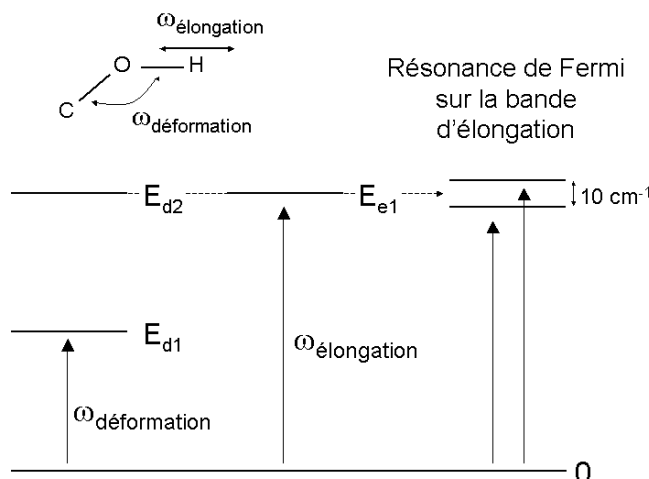 ωélongation
O
H
C
ωdéformation
Résonance de Fermi
sur la bande
d'élongation
Ed2
Ee1
10 cm-1
Ed1
ωélongation
ωdéformation
0